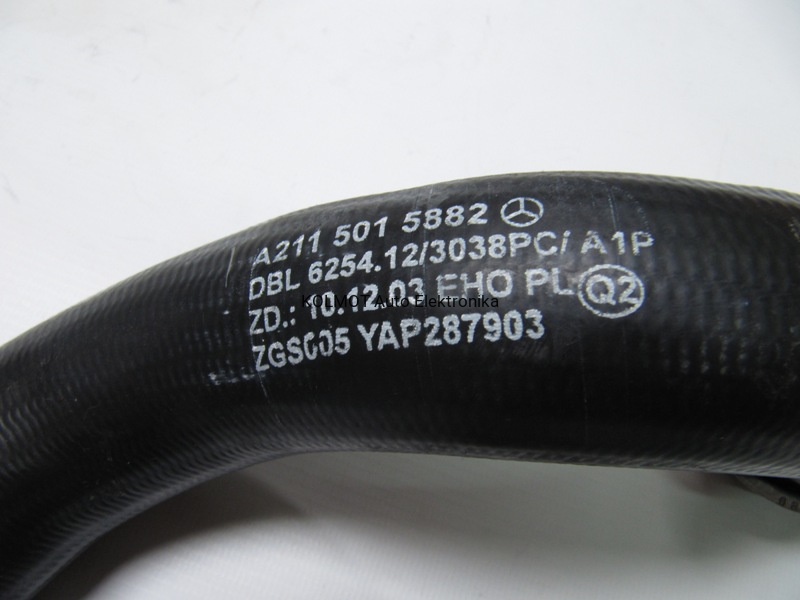 A211 501 5882
DBL 6254.12/3038PC/ A1P
KOLMOT Auto Elektronika
ZD.: 10.12.03 EHO PL Q2
ZGS005 YAP287903